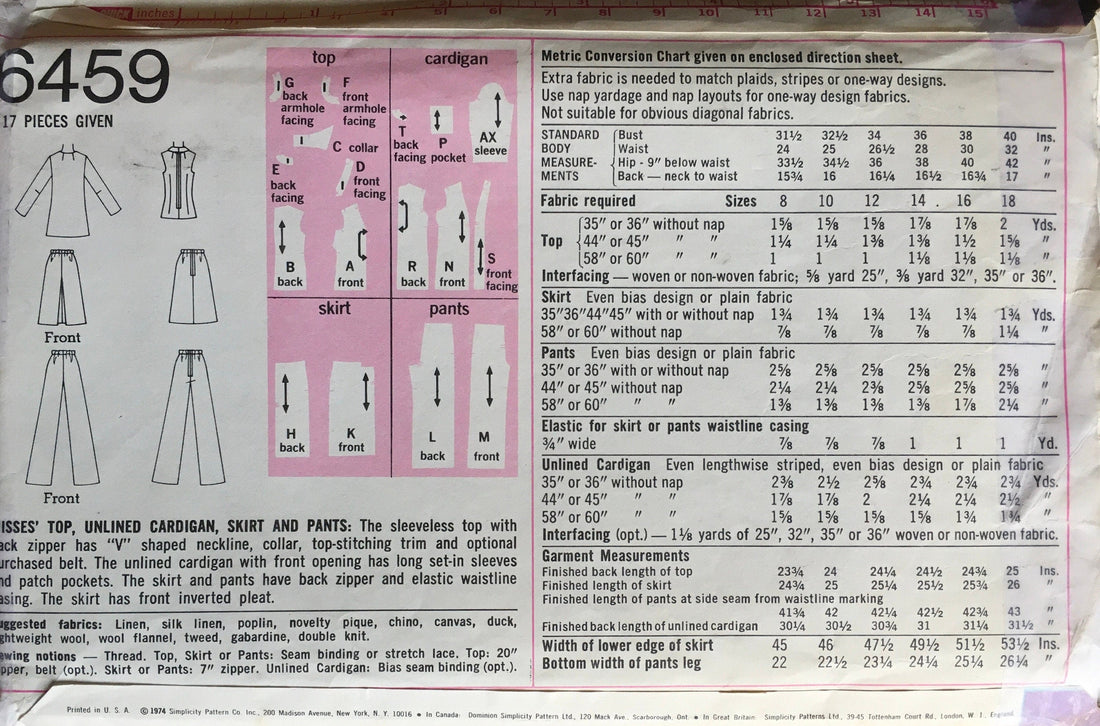 inches 4 5 6 9 10 11 12 13 14 15
6459
17 PIECES GIVEN
Front
Front
top
G
back
armhole
facing
F
front
armhole
facing
C collar
E
back
facing
D
front
facing
B
back
A
front
cardigan
T
back
facing
P
pocket
AX
sleeve
R
back
N
front
S
front
facing
skirt
H
back
K
front
pants
L
back
M
front
ISSES' TOP, UNLINED CARDIGAN, SKIRT AND PANTS: The sleeveless top with
ack zipper has "V" shaped neckline, collar, top-stitching trim and optional
urchased belt. The unlined cardigan with front opening has long set-in sleeves
nd patch pockets. The skirt and pants have back zipper and elastic waistline
asing. The skirt has front inverted pleat.
uggested fabrics: Linen, silk linen, poplin, novelty pique, chino, canvas, duck,
ghtweight wool, wool flannel, tweed, gabardine, double knit.
ewing notions — Thread. Top, Skirt or Pants: Seam binding or stretch lace. Top: 20"
pper, belt (opt.). Skirt or Pants: 7" zipper. Unlined Cardigan: Bias seam binding (opt.).
Metric Conversion Chart given on enclosed direction sheet.
Extra fabric is needed to match plaids, stripes or one-way designs.
Use nap yardage and nap layouts for one-way design fabrics.
Not suitable for obvious diagonal fabrics.
STANDARD Bust 31½ 32½ 34 36 38 40 Ins.
BODY Waist 24 25 26½ 28 30 32 "
MEASURE- Hip - 9" below waist 33½ 34½ 36 38 40 42 "
MENTS Back — neck to waist 15¾ 16 16¼ 16½ 16¾ 17 "
Fabric required Sizes 8 10 12 14 . 16 18
35" or 36" without nap 1⅝ 1⅝ 1⅝ 1⅞ 1⅞ 2 Yds.
Top 44" or 45" " " 1¼ 1¼ 1⅜ 1⅜ 1½ 1⅝ "
58" or 60" " " 1 1 1 1⅛ 1⅛ 1⅛ "
Interfacing — woven or non-woven fabric; ⅝ yard 25", ⅜ yard 32", 35" or 36".
Skirt Even bias design or plain fabric
35"36"44"45" with or without nap 1¾ 1¾ 1¾ 1¾ 1¾ 1¾ Yds.
58" or 60" without nap ⅞ ⅞ ⅞ ⅞ ⅞ 1¼ "
Pants Even bias design or plain fabric
35" or 36" with or without nap 2⅝ 2⅝ 2⅝ 2⅝ 2⅝ 2⅝ "
44" or 45" without nap 2¼ 2¼ 2⅜ 2⅝ 2⅝ 2⅝ "
58" or 60" " " 1⅜ 1⅜ 1⅜ 1⅜ 1⅞ 2¼ "
Elastic for skirt or pants waistline casing
¾" wide ⅞ ⅞ ⅞ 1 1 1 Yd.
Unlined Cardigan Even lengthwise striped, even bias design or plain fabric
35" or 36" without nap 2⅜ 2½ 2⅝ 2¾ 2¾ 2¾ Yds.
44" or 45" " " 1⅞ 1⅞ 2 2¼ 2¼ 2½ "
58" or 60" " " 1⅝ 1⅝ 1⅝ 1⅝ 1¾ 1¾ "
Interfacing (opt.) — 1⅛ yards of 25", 32", 35" or 36" woven or non-woven fabric.
Garment Measurements
Finished back length of top 23¾ 24 24¼ 24½ 24¾ 25 Ins.
Finished length of skirt 24¾ 25 25¼ 25½ 25¾ 26 "
Finished length of pants at side seam from waistline marking
41¾ 42 42¼ 42½ 42¾ 43 "
Finished back length of unlined cardigan 30¼ 30½ 30¾ 31 31¼ 31½ "
Width of lower edge of skirt 45 46 47½ 49½ 51½ 53½ Ins.
Bottom width of pants leg 22 22½ 23¼ 24¼ 25¼ 26¼ "
Printed in U. S. A. © 1974 Simplicity Pattern Co. Inc., 200 Madison Avenue, New York, N. Y. 10016 • In Canada: Dominion Simplicity Pattern Ltd., 120 Mack Ave., Scarborough, Ont. • In Great Britain Simplicity Patterns Ltd., 39-45 Tottenham Court Rd., London, W. 1. England